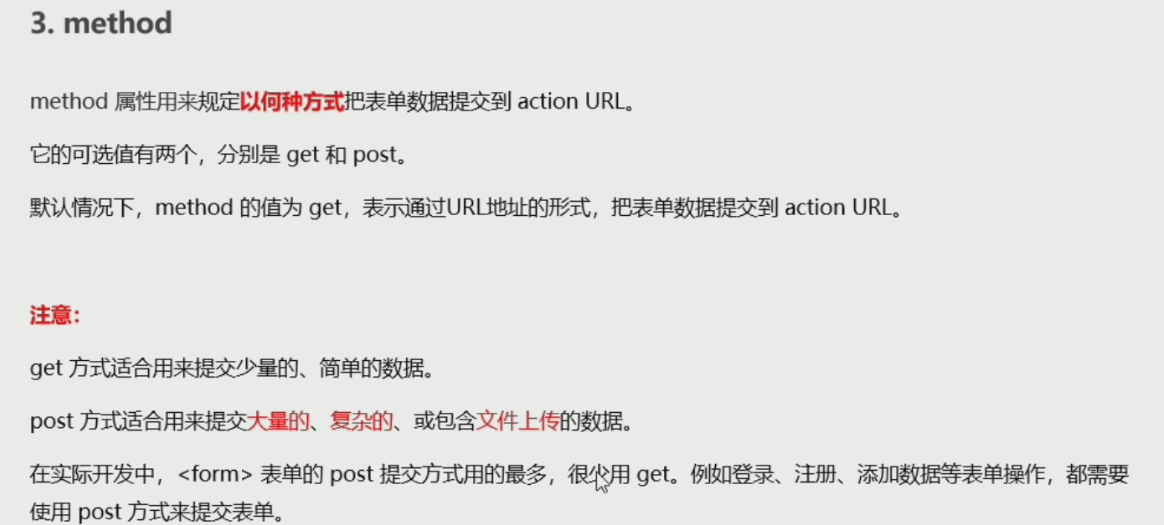 3. method
method 属性用来规定以何种方式把表单数据提交到 action URL。
它的可选值有两个，分别是 get 和 post。
默认情况下，method 的值为 get，表示通过URL地址的形式，把表单数据提交到 action URL。
注意：
get 方式适合用来提交少量的、简单的数据。
post 方式适合用来提交大量的、复杂的、或包含文件上传的数据。
在实际开发中，<form> 表单的 post 提交方式用的最多，很少用 get。例如登录、注册、添加数据等表单操作，都需要
使用 post 方式来提交表单。